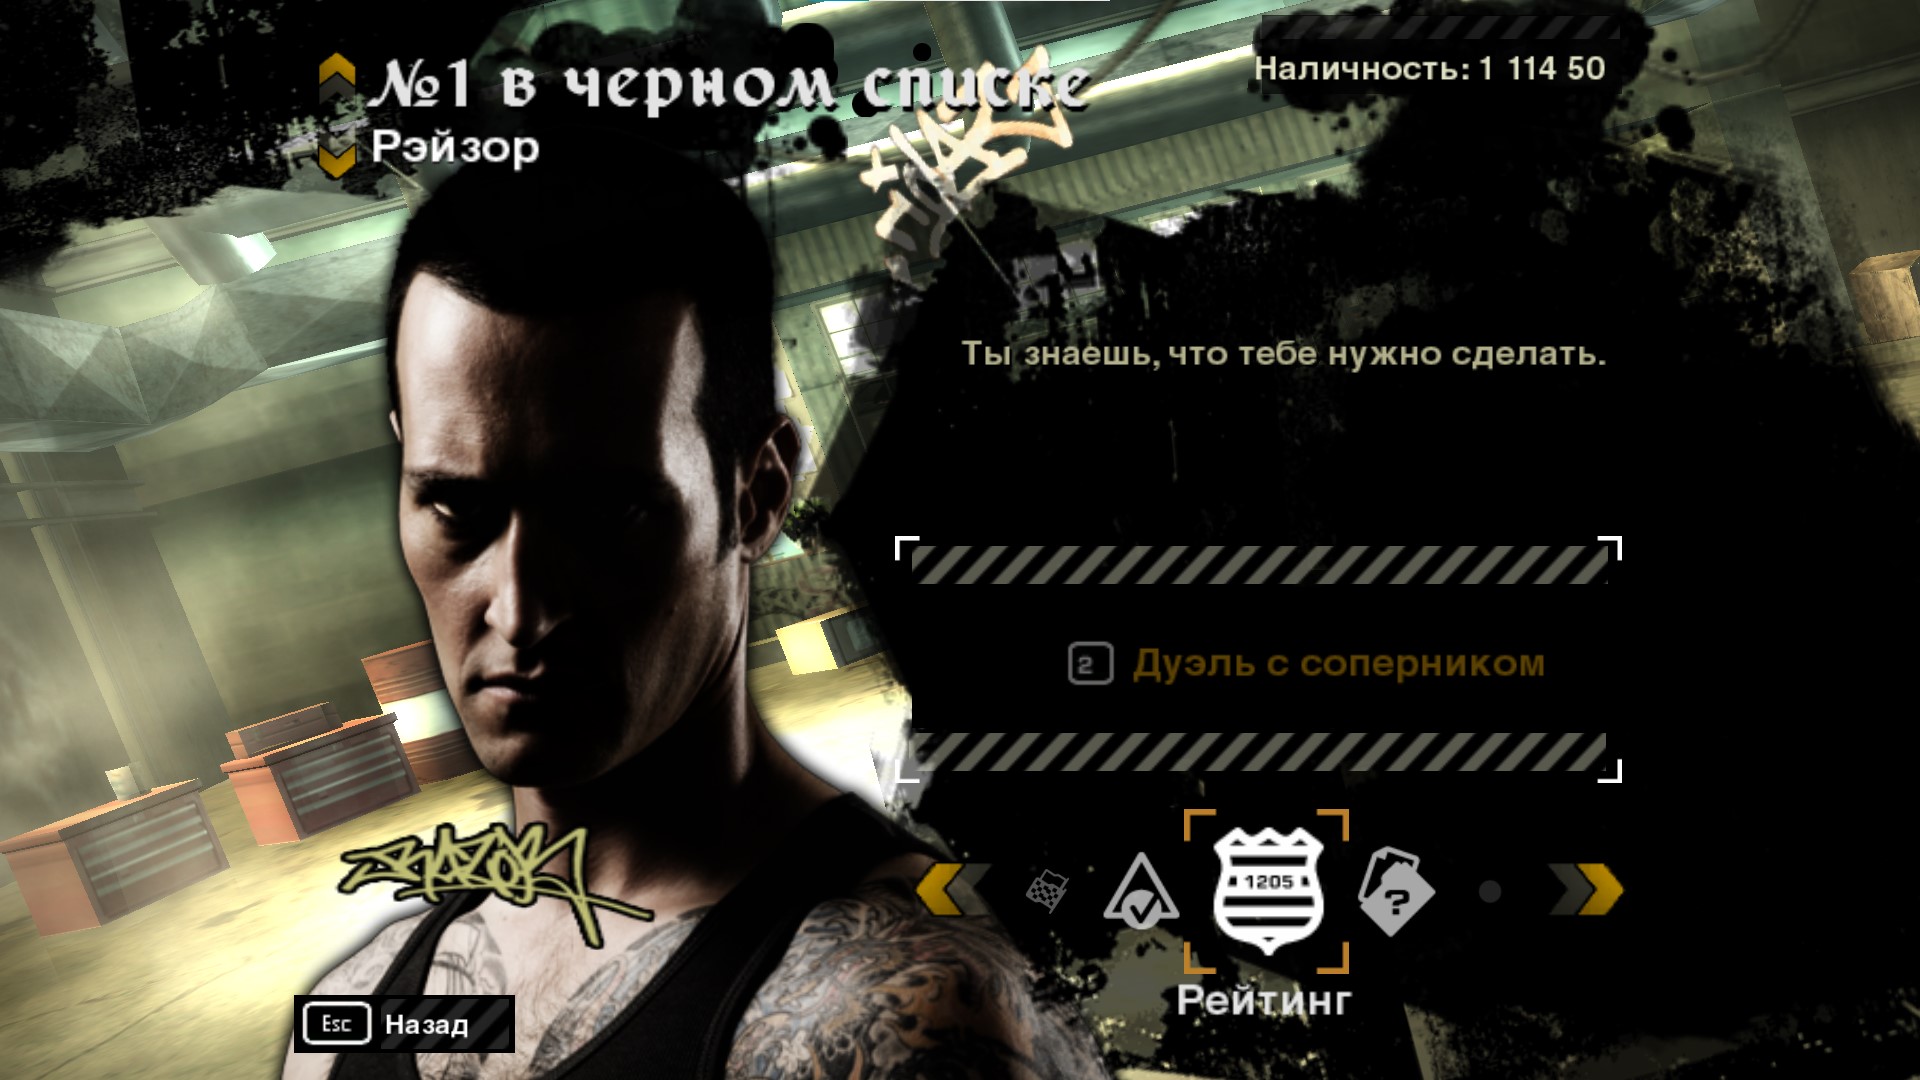 №1 в черном списке
Рэйзор
Наличность: 1 114 50
Ты знаешь, что тебе нужно сделать.
2 Дуэль с соперником
RAZOR
1205
?
Рейтинг
Esc Назад